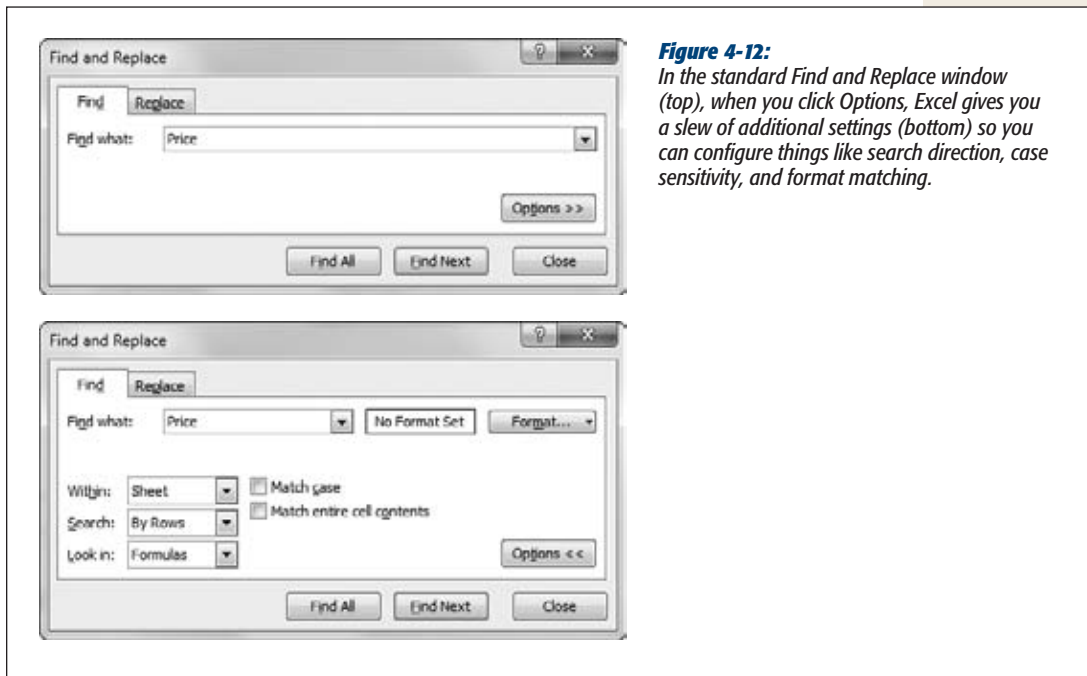 Find and Replace
Find Replace
Find what: Price
Options >>
Find All Find Next Close
Figure 4-12:
In the standard Find and Replace window
(top), when you click Options, Excel gives you
a slew of additional settings (bottom) so you
can configure things like search direction, case
sensitivity, and format matching.
Find and Replace
Find Replace
Find what: Price No Format Set Format...
Within: Sheet Match case
Search: By Rows Match entire cell contents
Look in: Formulas
Options <<
Find All Find Next Close